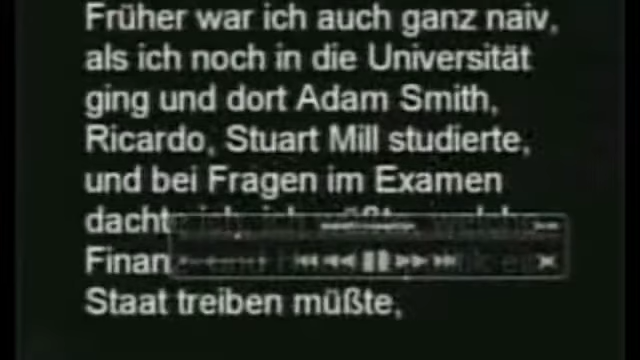 Früher war ich auch ganz naiv,
als ich noch in die Universität
ging und dort Adam Smith,
Ricardo, Stuart Mill studierte,
und bei Fragen im Examen
Staat treiben müßte,